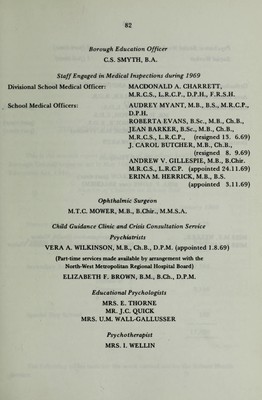 82
Borough Education Officer
C.S. SMYTH, B.A.
Staff Engaged in Medical Inspections during 1969
Divisional School Medical Officer: MACDONALD A. CHARRETT,
M.R.C.S., L.R.C.P., D.P.H., F.R.S.H.
School Medical Officers: AUDREY MYANT, M.B., B.S., M.R.C.P.,
D.P.H.
ROBERTA EVANS, B.Sc., M.B., Ch.B.,
JEAN BARKER, B.Sc., M.B., Ch.B.,
M.R.C.S., L.R.C.P., (resigned 13. 6.69)
J. CAROL BUTCHER, M.B., Ch.B.,
(resigned 8. 9.69)
ANDREW V. GILLESPIE, M.B., B.Chir.
M.R.C.S., L.R.C.P. (appointed 24.11.69)
ERINA M. HERRICK, M.B., B.S.
(appointed 3.11.69)
Ophthalmic Surgeon
M.T.C. MOWER, M.B., B.Chir., M.M.S.A.
Child Guidance Clinic and Crisis Consultation Service
Psychiatrists
VERA A. WILKINSON, M.B., Ch.B., D.P.M. (appointed 1.8.69)
(Part-time services made available by arrangement with the
North-West Metropolitan Regional Hospital Board)
ELIZABETH F. BROWN, B.M., B.Ch., D.P.M.
Educational Psychologists
MRS. E. THORNE
MR. J.C. QUICK
MRS. U.M. WALL-GALLUSSER
Psychotherapist
MRS. I. WELLIN